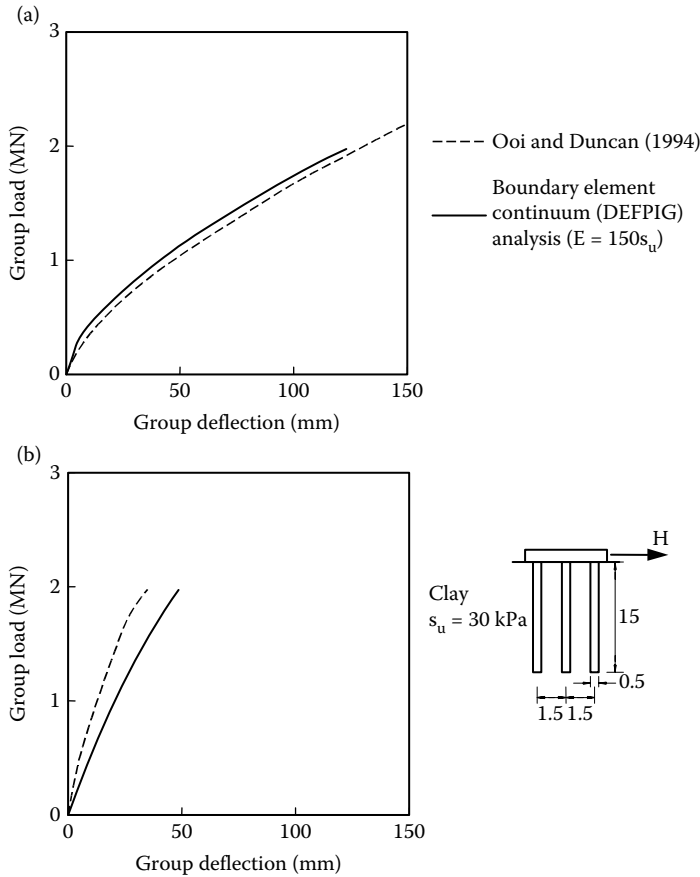 (a)
3
2
1
0
Group load (MN)
0 50 100 150
Group deflection (mm)
Ooi and Duncan (1994)
Boundary element
continuum (DEFPIG)
analysis (E = 150s_u)
(b)
3
2
1
0
Group load (MN)
0 50 100 150
Group deflection (mm)
H
Clay
s_u = 30 kPa
15
0.5
1.5 1.5